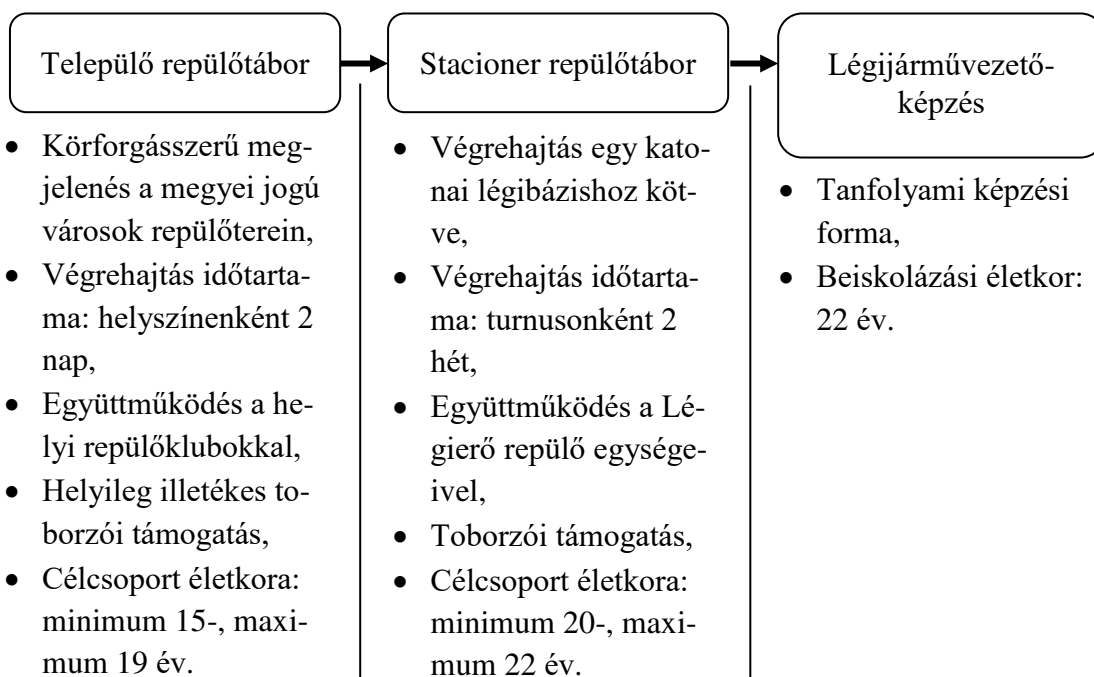 Települő repülőtábor
Stacioner repülőtábor
Légijárművezető-
képzés
• Körforgásszerű meg-
jelenés a megyei jogú
városok repülőterein,
• Végrehajtás időtarta-
ma: helyszínenként 2
nap,
• Együttműködés a he-
lyi repülőklubokkal,
• Helyileg illetékes to-
borzói támogatás,
• Célcsoport életkora:
minimum 15-, maxi-
mum 19 év.
• Végrehajtás egy kato-
nai légibázishoz köt-
ve,
• Végrehajtás időtarta-
ma: turnusonként 2
hét,
• Együttműködés a Lé-
gierő repülő egysége-
ivel,
• Toborzói támogatás,
• Célcsoport életkora:
minimum 20-, maxi-
mum 22 év.
• Tanfolyami képzési
forma,
• Beiskolázási életkor:
22 év.